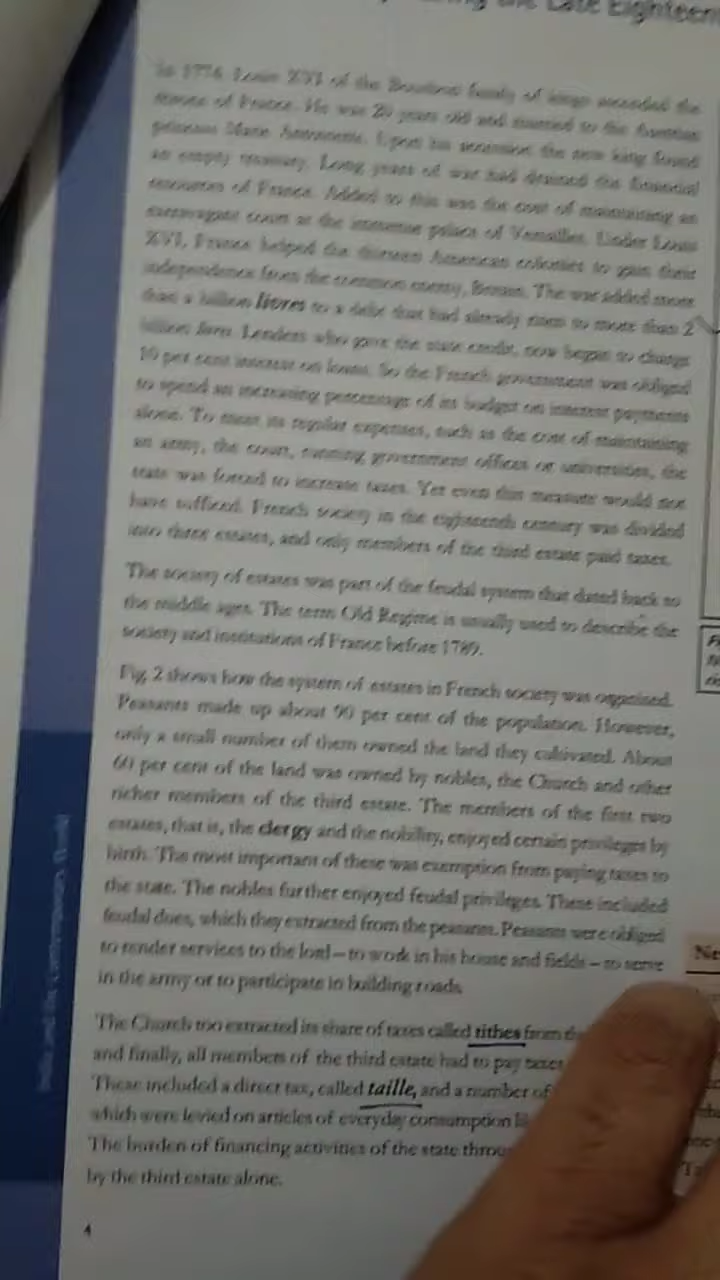 the Late Eighteen
In 1774, Louis XVI of the Bourbon family of kings ascended the
throne of France. He was 20 years old and married to the Austrian
princess Marie Antoinette. Upon his accession the new king found
an empty treasury. Long years of war had drained the financial
resources of France. Added to this was the cost of maintaining an
extravagant court at the immense palace of Versailles. Under Louis
XVI, France helped the thirteen American colonies to gain their
independence from the common enemy, Britain. The war added more
than a billion livres to a debt that had already risen to more than 2
billion livres. Lenders who gave the state credit, now began to charge
10 per cent interest on loans. So the French government was obliged
to spend an increasing percentage of its budget on interest payments
alone. To meet its regular expenses, such as the cost of maintaining
an army, the court, running government offices or universities, the
state was forced to increase taxes. Yet even this measure would not
have sufficed. French society in the eighteenth century was divided
into three estates, and only members of the third estate paid taxes.
The society of estates was part of the feudal system that dated back to
the middle ages. The term Old Regime is usually used to describe the
society and institutions of France before 1789.
Fig. 2 shows how the system of estates in French society was organised.
Peasants made up about 90 per cent of the population. However,
only a small number of them owned the land they cultivated. About
60 per cent of the land was owned by nobles, the Church and other
richer members of the third estate. The members of the first two
estates, that is, the clergy and the nobility, enjoyed certain privileges by
birth. The most important of these was exemption from paying taxes to
the state. The nobles further enjoyed feudal privileges. These included
feudal dues, which they extracted from the peasants. Peasants were obliged
to render services to the lord – to work in his house and fields – to serve
in the army or to participate in building roads.
The Church too extracted its share of taxes called tithes from the
and finally, all members of the third estate had to pay taxes
These included a direct tax, called taille, and a number of
which were levied on articles of everyday consumption
The burden of financing activities of the state throu
by the third estate alone.
4
India and the Contemporary World
Ne